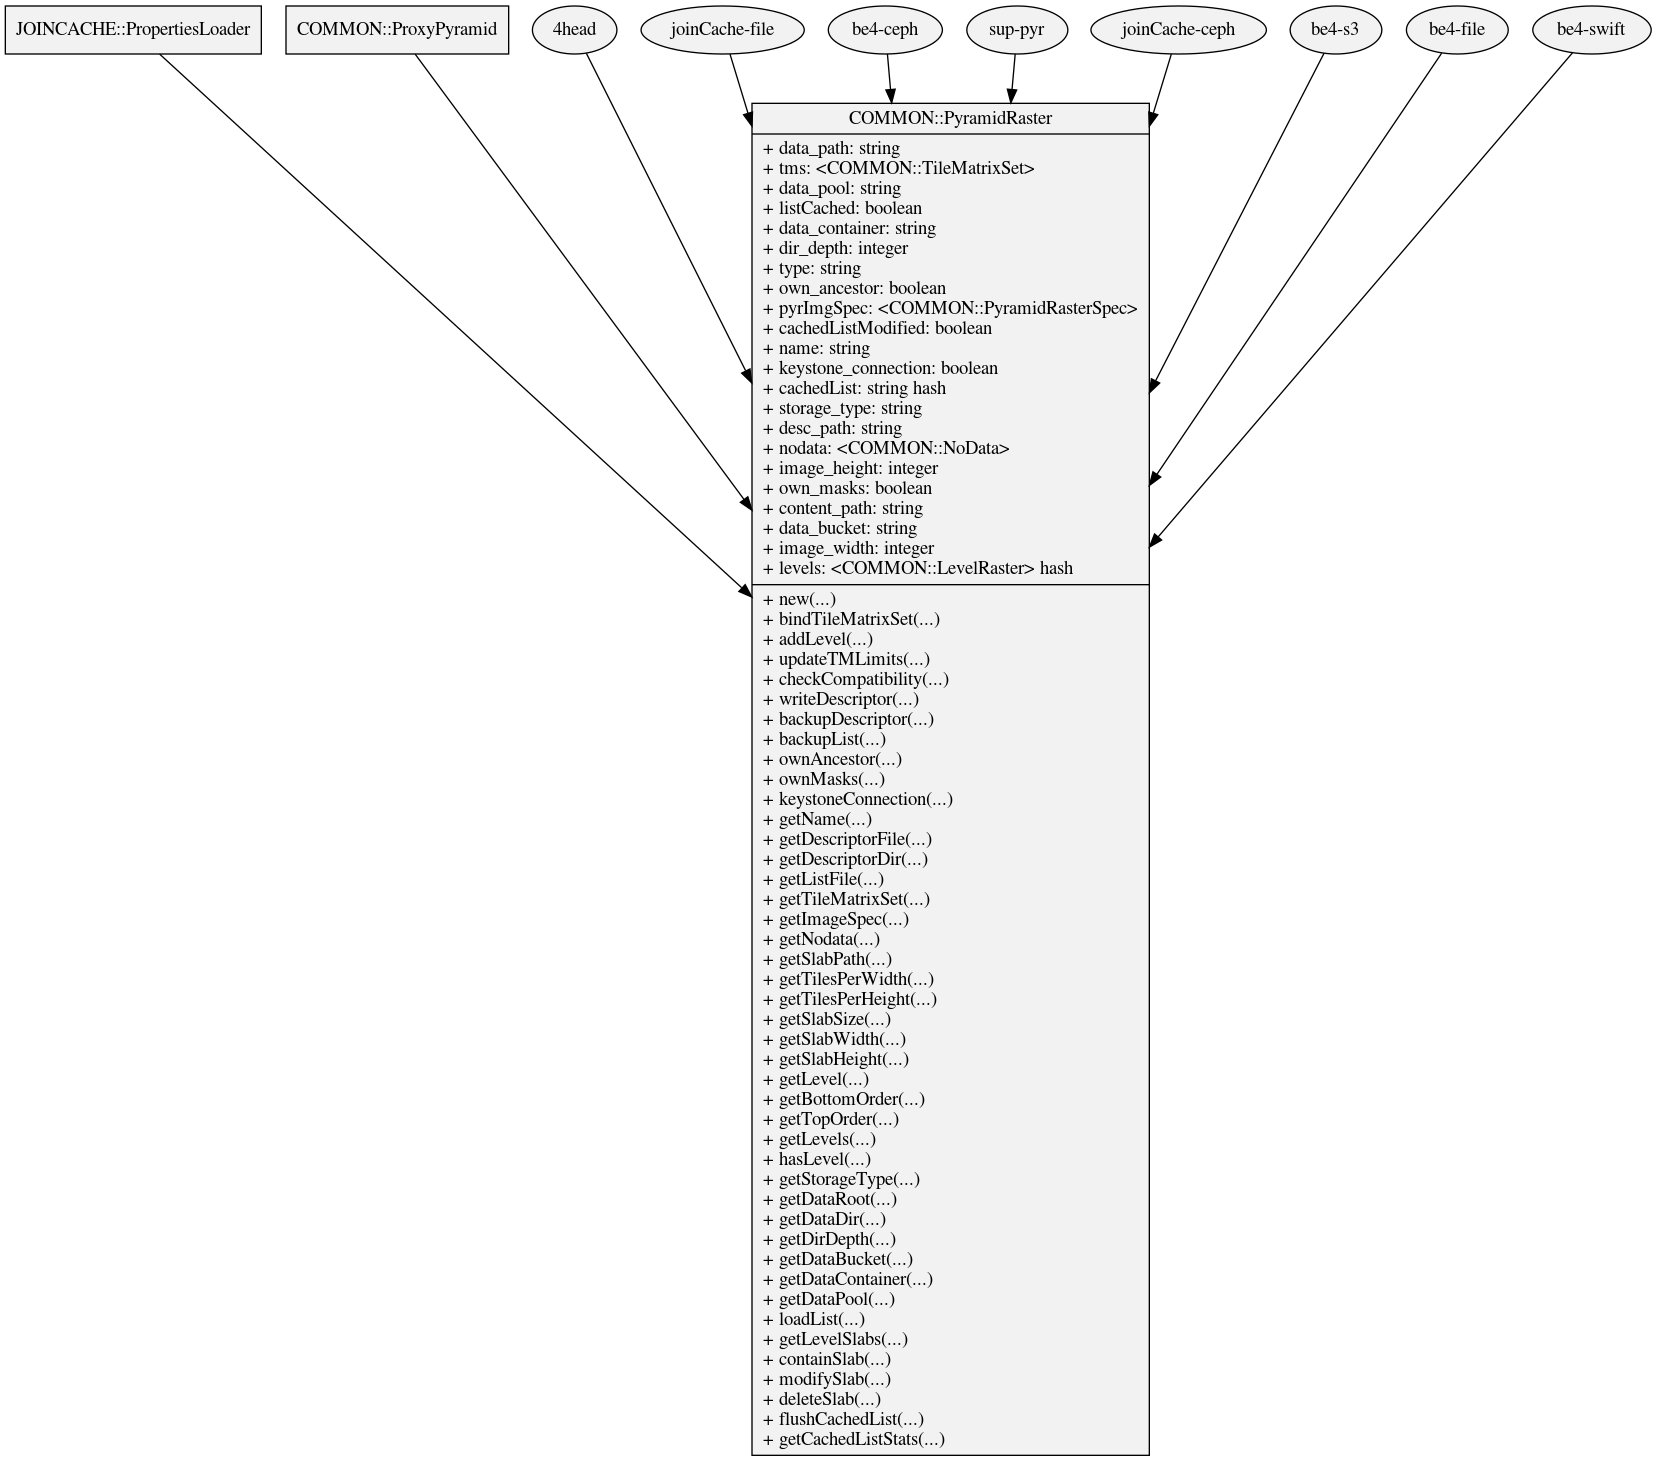 JOINCACHE::PropertiesLoader
COMMON::ProxyPyramid
4head
joinCache-file
be4-ceph
sup-pyr
joinCache-ceph
be4-s3
be4-file
be4-swift
COMMON::PyramidRaster
+ data_path: string
+ tms: <COMMON::TileMatrixSet>
+ data_pool: string
+ listCached: boolean
+ data_container: string
+ dir_depth: integer
+ type: string
+ own_ancestor: boolean
+ pyrImgSpec: <COMMON::PyramidRasterSpec>
+ cachedListModified: boolean
+ name: string
+ keystone_connection: boolean
+ cachedList: string hash
+ storage_type: string
+ desc_path: string
+ nodata: <COMMON::NoData>
+ image_height: integer
+ own_masks: boolean
+ content_path: string
+ data_bucket: string
+ image_width: integer
+ levels: <COMMON::LevelRaster> hash
+ new(...)
+ bindTileMatrixSet(...)
+ addLevel(...)
+ updateTMLimits(...)
+ checkCompatibility(...)
+ writeDescriptor(...)
+ backupDescriptor(...)
+ backupList(...)
+ ownAncestor(...)
+ ownMasks(...)
+ keystoneConnection(...)
+ getName(...)
+ getDescriptorFile(...)
+ getDescriptorDir(...)
+ getListFile(...)
+ getTileMatrixSet(...)
+ getImageSpec(...)
+ getNodata(...)
+ getSlabPath(...)
+ getTilesPerWidth(...)
+ getTilesPerHeight(...)
+ getSlabSize(...)
+ getSlabWidth(...)
+ getSlabHeight(...)
+ getLevel(...)
+ getBottomOrder(...)
+ getTopOrder(...)
+ getLevels(...)
+ hasLevel(...)
+ getStorageType(...)
+ getDataRoot(...)
+ getDataDir(...)
+ getDirDepth(...)
+ getDataBucket(...)
+ getDataContainer(...)
+ getDataPool(...)
+ loadList(...)
+ getLevelSlabs(...)
+ containSlab(...)
+ modifySlab(...)
+ deleteSlab(...)
+ flushCachedList(...)
+ getCachedListStats(...)